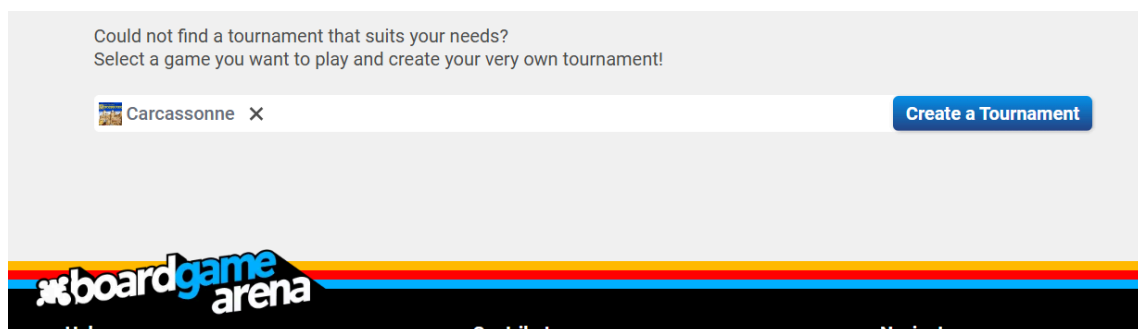 Could not find a tournament that suits your needs?
Select a game you want to play and create your very own tournament!
Carcassonne
Create a Tournament
boardgame
arena